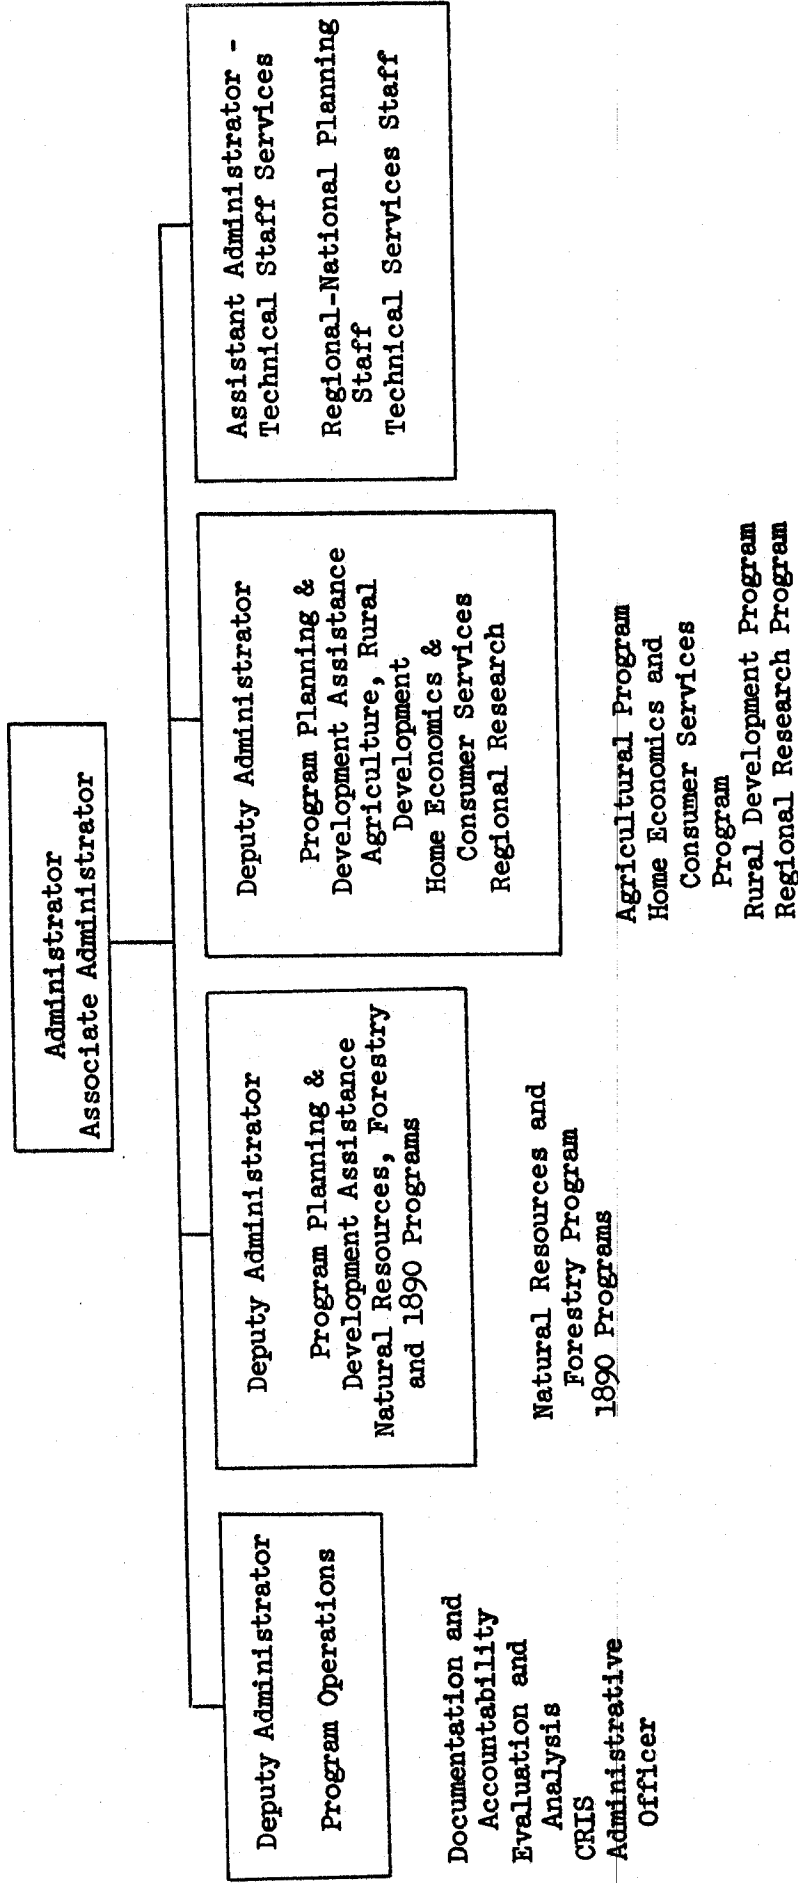 Administrator
Associate Administrator
Deputy Administrator
Program Operations
Documentation and
Accountability
Evaluation and
Analysis
CRIS
Administrative
Officer
Deputy Administrator
Program Planning &
Development Assistance
Natural Resources, Forestry
and 1890 Programs
Natural Resources and
Forestry Program
1890 Programs
Deputy Administrator
Program Planning &
Development Assistance
Agriculture, Rural
Development
Home Economics &
Consumer Services
Regional Research
Agricultural Program
Home Economics and
Consumer Services
Program
Rural Development Program
Regional Research Program
Assistant Administrator -
Technical Staff Services
Regional-National Planning
Staff
Technical Services Staff